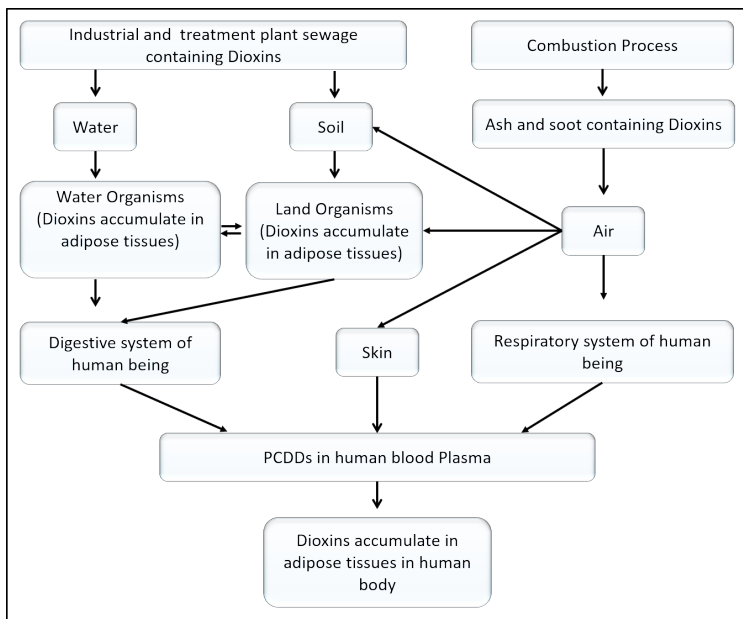 Industrial and treatment plant sewage
containing Dioxins
Combustion Process
Water
Soil
Ash and soot containing Dioxins
Water Organisms
(Dioxins accumulate in
adipose tissues)
Land Organisms
(Dioxins accumulate
in adipose tissues)
Air
Digestive system of
human being
Skin
Respiratory system of human
being
PCDDs in human blood Plasma
Dioxins accumulate in
adipose tissues in human
body